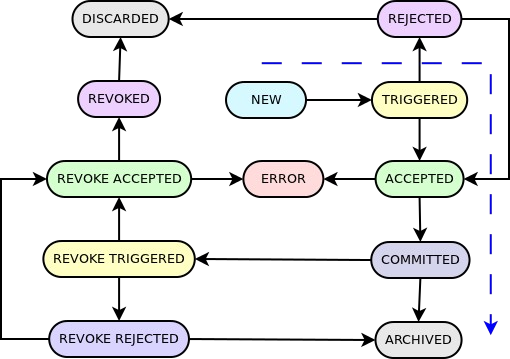 DISCARDED
REJECTED
REVOKED
NEW
TRIGGERED
REVOKE ACCEPTED
ERROR
ACCEPTED
REVOKE TRIGGERED
COMMITTED
REVOKE REJECTED
ARCHIVED